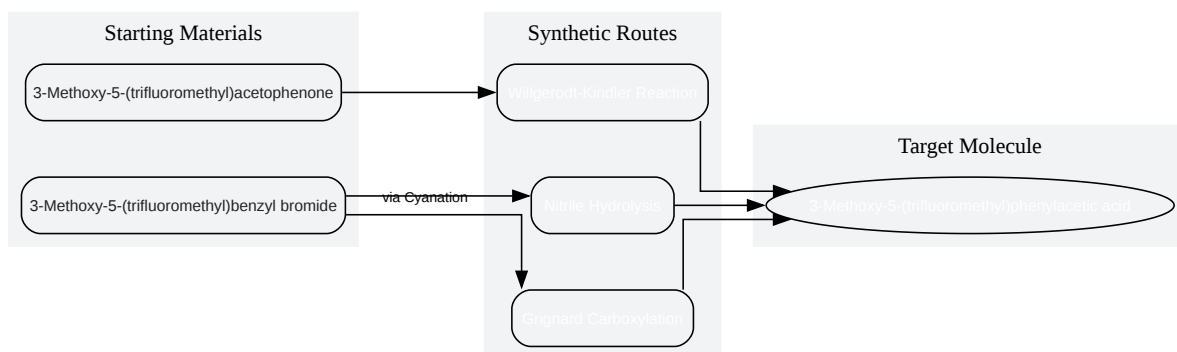 Starting Materials
3-Methoxy-5-(trifluoromethyl)acetophenone
3-Methoxy-5-(trifluoromethyl)benzyl bromide
via Cyanation
Synthetic Routes
Willgerodt-Kindler Reaction
Nitrile Hydrolysis
Grignard Carboxylation
Target Molecule
3-Methoxy-5-(trifluoromethyl)phenylacetic acid